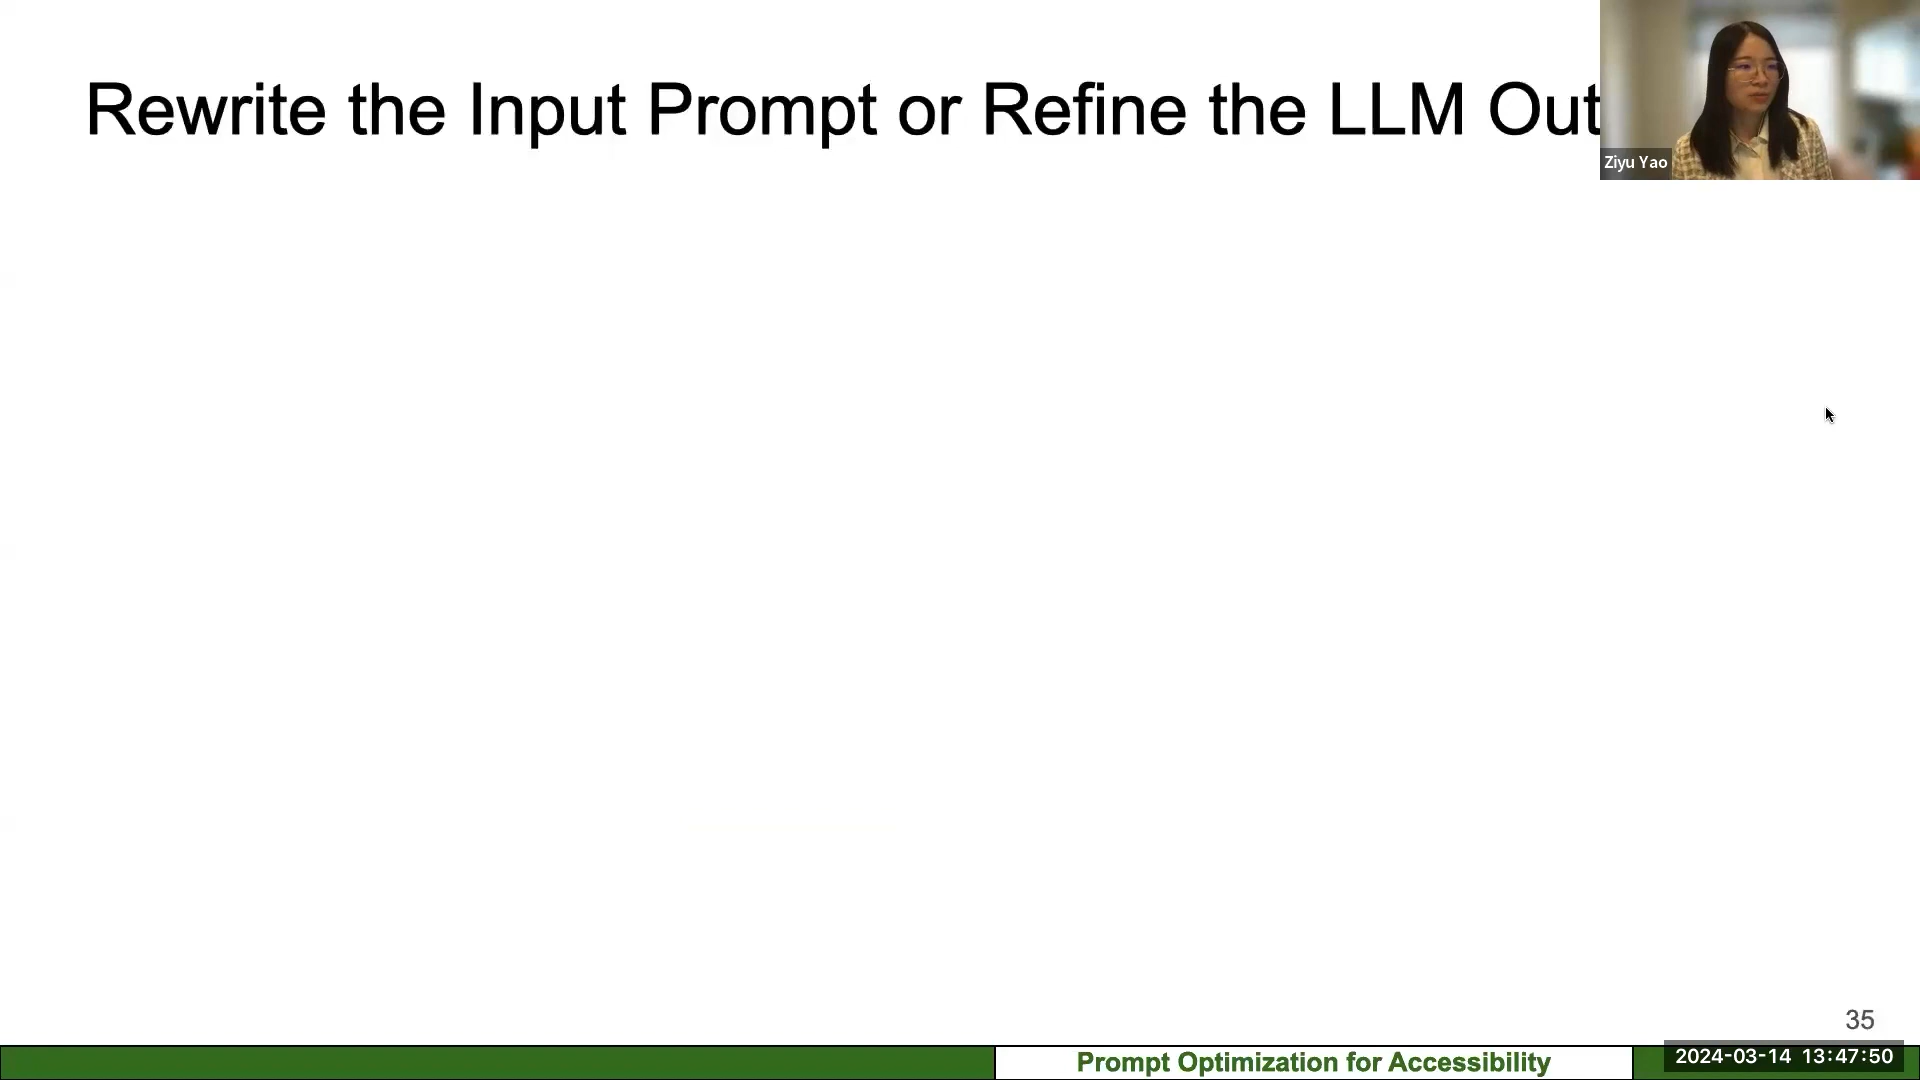 Rewrite the Input Prompt or Refine the LLM Out
Ziyu Yao
35
Prompt Optimization for Accessibility
2024-03-14 13:47:50